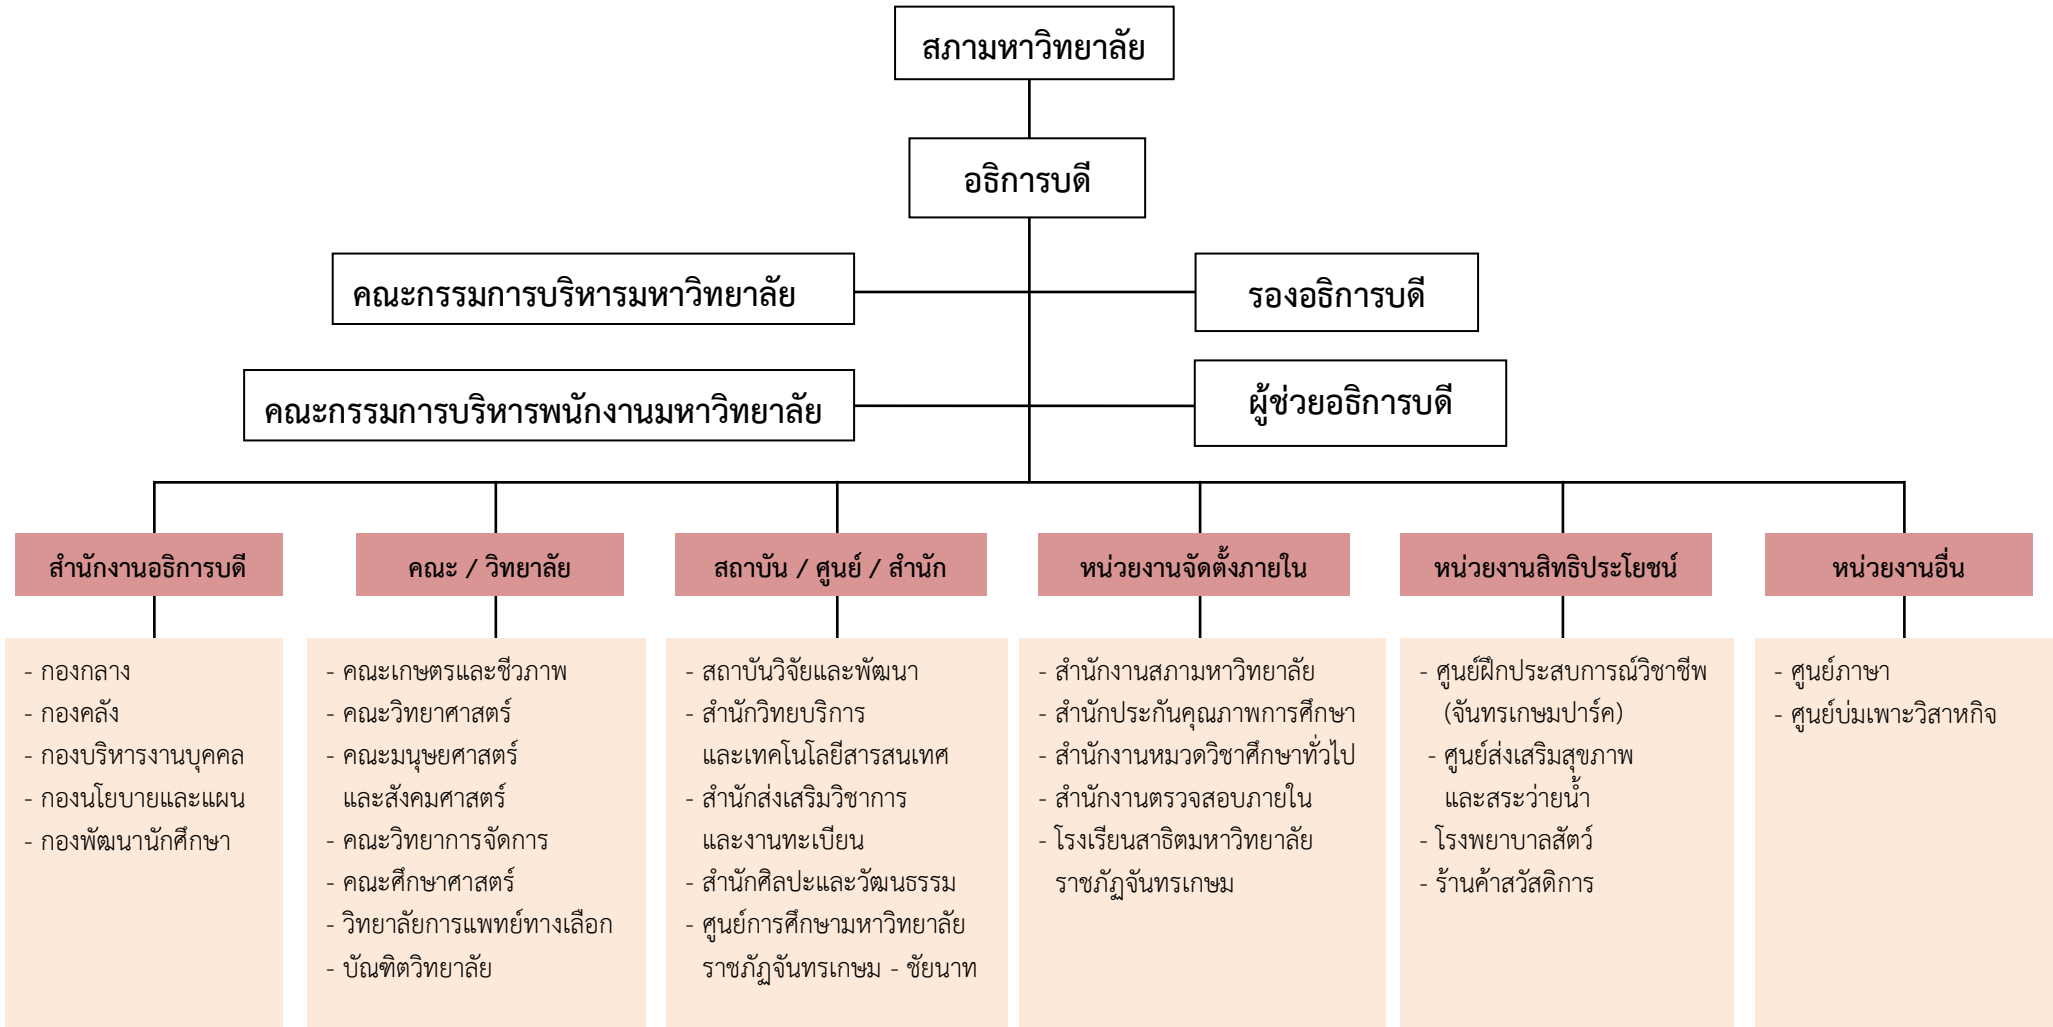 สภามหาวิทยาลัย
อธิการบดี
คณะกรรมการบริหารมหาวิทยาลัย
รองอธิการบดี
คณะกรรมการบริหารพนักงานมหาวิทยาลัย
ผู้ช่วยอธิการบดี
สำนักงานอธิการบดี
- กองกลาง
- กองคลัง
- กองบริหารงานบุคคล
- กองนโยบายและแผน
- กองพัฒนานักศึกษา
คณะ / วิทยาลัย
- คณะเกษตรและชีวภาพ
- คณะวิทยาศาสตร์
- คณะมนุษยศาสตร์
และสังคมศาสตร์
- คณะวิทยาการจัดการ
- คณะศึกษาศาสตร์
- วิทยาลัยการแพทย์ทางเลือก
- บัณฑิตวิทยาลัย
สถาบัน / ศูนย์ / สำนัก
- สถาบันวิจัยและพัฒนา
- สำนักวิทยบริการ
และเทคโนโลยีสารสนเทศ
- สำนักส่งเสริมวิชาการ
และงานทะเบียน
- สำนักศิลปะและวัฒนธรรม
- ศูนย์การศึกษามหาวิทยาลัย
ราชภัฏจันทรเกษม - ชัยนาท
หน่วยงานจัดตั้งภายใน
- สำนักงานสภามหาวิทยาลัย
- สำนักประกันคุณภาพการศึกษา
- สำนักงานหมวดวิชาศึกษาทั่วไป
- สำนักงานตรวจสอบภายใน
- โรงเรียนสาธิตมหาวิทยาลัย
ราชภัฏจันทรเกษม
หน่วยงานสิทธิประโยชน์
- ศูนย์ฝึกประสบการณ์วิชาชีพ
(จันทรเกษมปาร์ค)
- ศูนย์ส่งเสริมสุขภาพ
และสระว่ายน้ำ
- โรงพยาบาลสัตว์
- ร้านค้าสวัสดิการ
หน่วยงานอื่น
- ศูนย์ภาษา
- ศูนย์บ่มเพาะวิสาหกิจ